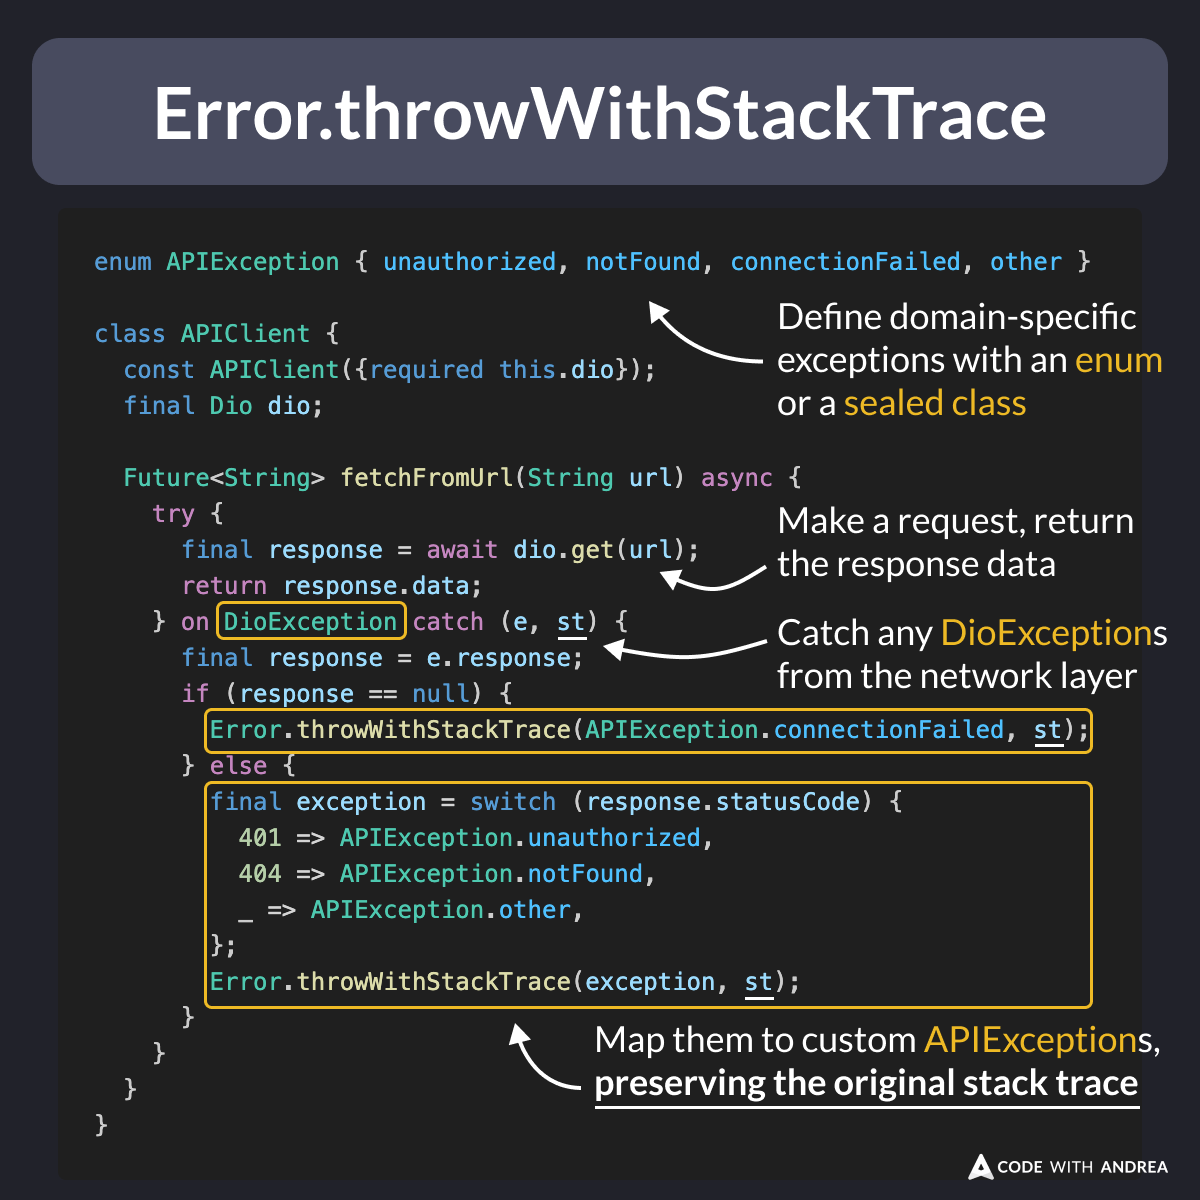 Error.throwWithStackTrace
enum APIException { unauthorized, notFound, connectionFailed, other }
Define domain-specific
exceptions with an enum
or a sealed class
class APIClient {
  const APIClient({required this.dio});
  final Dio dio;
  Future<String> fetchFromUrl(String url) async {
    try {
      final response = await dio.get(url);
      return response.data;
Make a request, return
the response data
    } on DioException catch (e, st) {
Catch any DioExceptions
from the network layer
      final response = e.response;
      if (response == null) {
        Error.throwWithStackTrace(APIException.connectionFailed, st);
      } else {
        final exception = switch (response.statusCode) {
          401 => APIException.unauthorized,
          404 => APIException.notFound,
          _ => APIException.other,
        };
        Error.throwWithStackTrace(exception, st);
      }
    }
  }
}
Map them to custom APIExceptions,
preserving the original stack trace
CODE WITH ANDREA